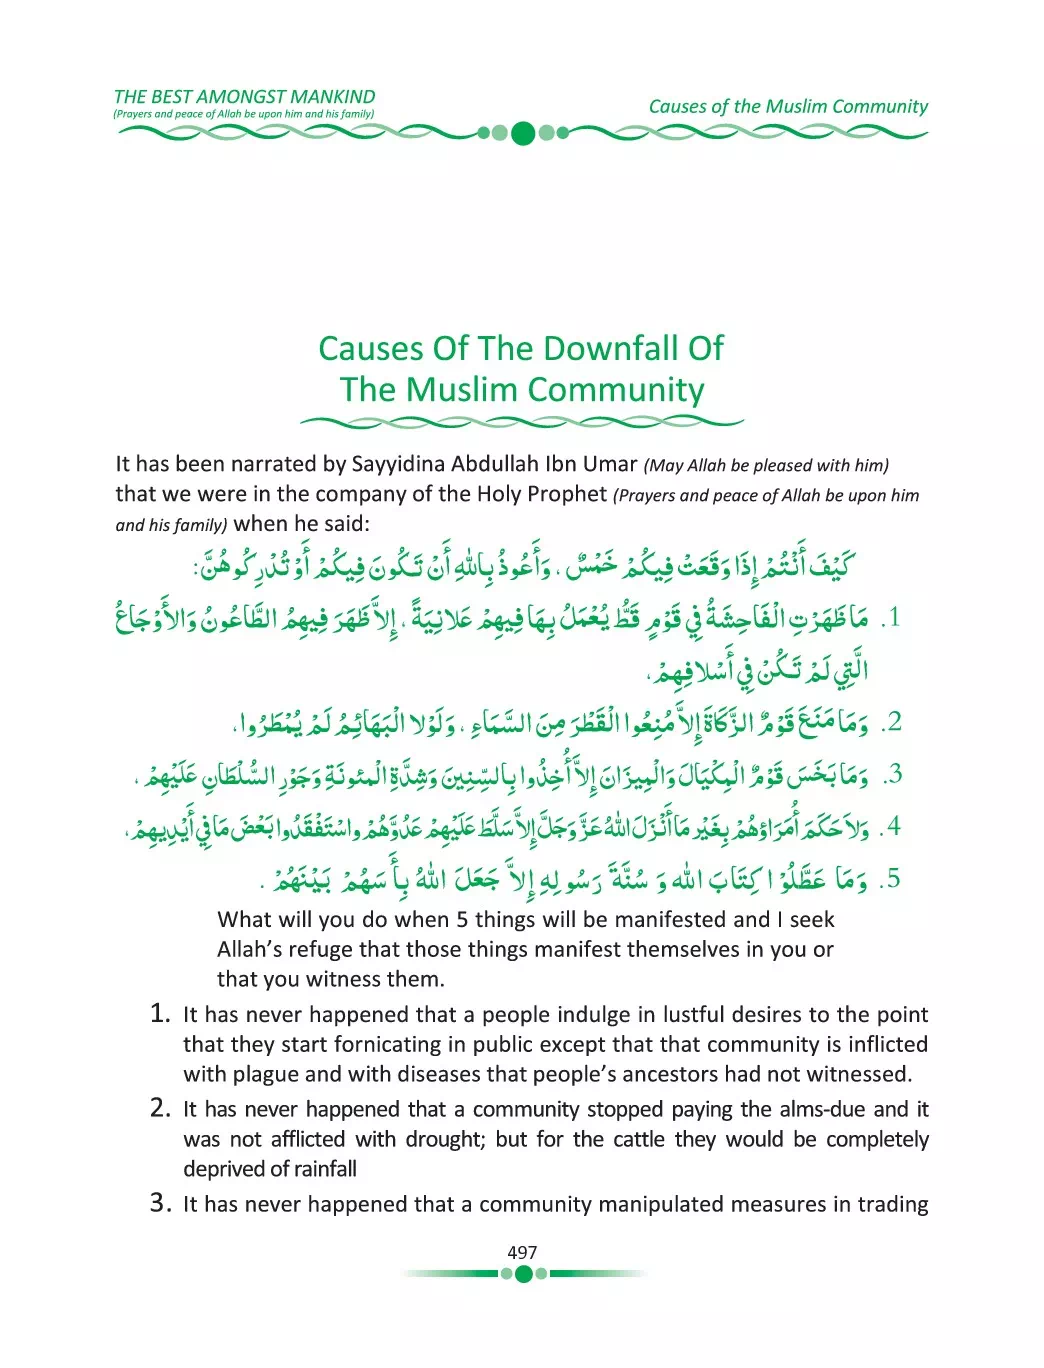 THE BEST AMONGST MANKIND
(Prayers and peace of Allah be upon him and his family)
Causes of the Muslim Community
Causes Of The Downfall Of
The Muslim Community
It has been narrated by Sayyidina Abdullah Ibn Umar (May Allah be pleased with him)
that we were in the company of the Holy Prophet (Prayers and peace of Allah be upon him
and his family) when he said:
كَيْفَ أَنْتُمْ إِذَا وَقَعَتْ فِيكُمْ خَمْسٌ ، وَأَعُوذُ بِاللهِ أَنْ تَكُونَ فِيكُمْ أَوْ تُدْرِكُوهُنَّ:
1. مَا ظَهَرَتِ الْفَاحِشَةُ فِي قَوْمٍ قَطُّ يُعْمَلُ بِهَا فِيهِمْ عَلانِيَةً ، إِلاَّ ظَهَرَ فِيهِمُ الطَّاعُونُ وَالأَوْجَاعُ
الَّتِي لَمْ تَكُنْ فِي أَسْلافِهِمْ،
2. وَمَا مَنَعَ قَوْمٌ الزَّكَاةَ إِلاَّ مُنِعُوا الْقَطْرَ مِنَ السَّمَاءِ ، وَلَوْلا الْبَهَائِمُ لَمْ يُمْطَرُوا،
3. وَمَا بَخَسَ قَوْمٌ الْمِكْيَالَ وَالْمِيزَانَ إِلاَّ أُخِذُوا بِالسِّنِينَ وَشِدَّةِ الْمئونَةِ وَجَوْرِ السُّلْطَانِ عَلَيْهِمْ ،
4. وَلاَ حَكَمَ أُمَرَاؤهُمْ بِغَيْرِ مَا أَنْزَلَ اللهُ عَزَّ وَجَلَّ إِلاَّ سَلَّطَ عَلَيْهِمْ عَدُوَّهُمْ واسْتَفْقَدُوا بَعْضَ مَا فِي أَيْدِيهِمْ،
5. وَمَا عَطَّلُوْا كِتَابَ الله وَ سُنَّةَ رَسُولِهِ إِلاَّ جَعَلَ اللهُ بِأَسَهُمْ بَيْنَهُمْ .
What will you do when 5 things will be manifested and I seek
Allah’s refuge that those things manifest themselves in you or
that you witness them.
1. It has never happened that a people indulge in lustful desires to the point
that they start fornicating in public except that that community is inflicted
with plague and with diseases that people’s ancestors had not witnessed.
2. It has never happened that a community stopped paying the alms-due and it
was not afflicted with drought; but for the cattle they would be completely
deprived of rainfall
3. It has never happened that a community manipulated measures in trading
497